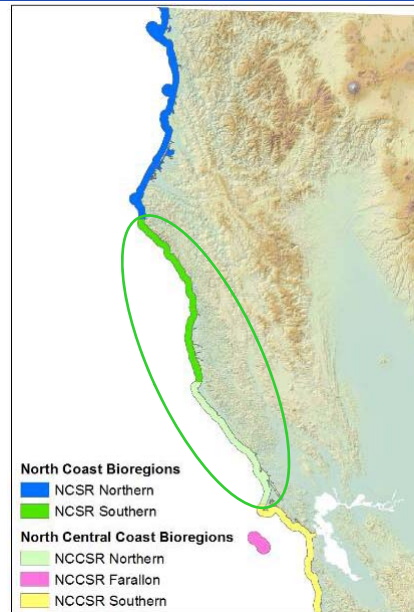 North Coast Bioregions
NCSR Northern
NCSR Southern
North Central Coast Bioregions
NCCSR Northern
NCCSR Farallon
NCCSR Southern